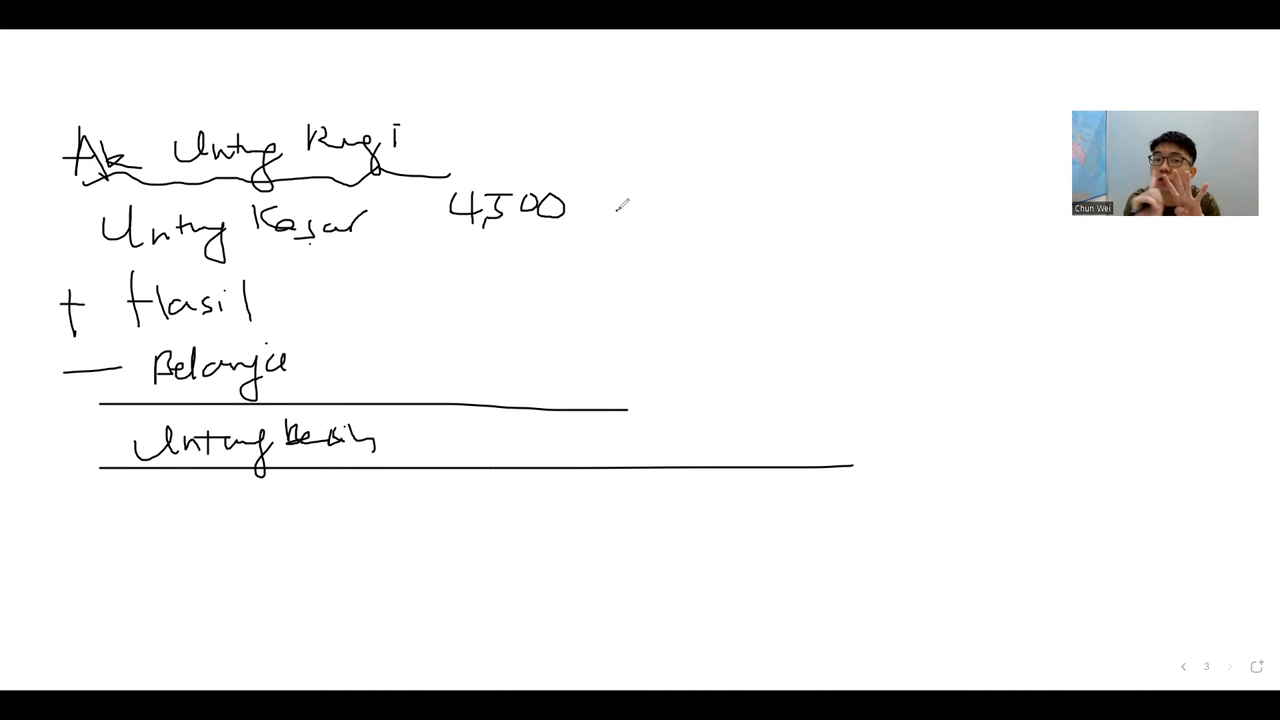 Ak Untung Rugi
Untung Kasar 4,500
+ Hasil
— Belanja
Untung Bersih
Chun Wei
3